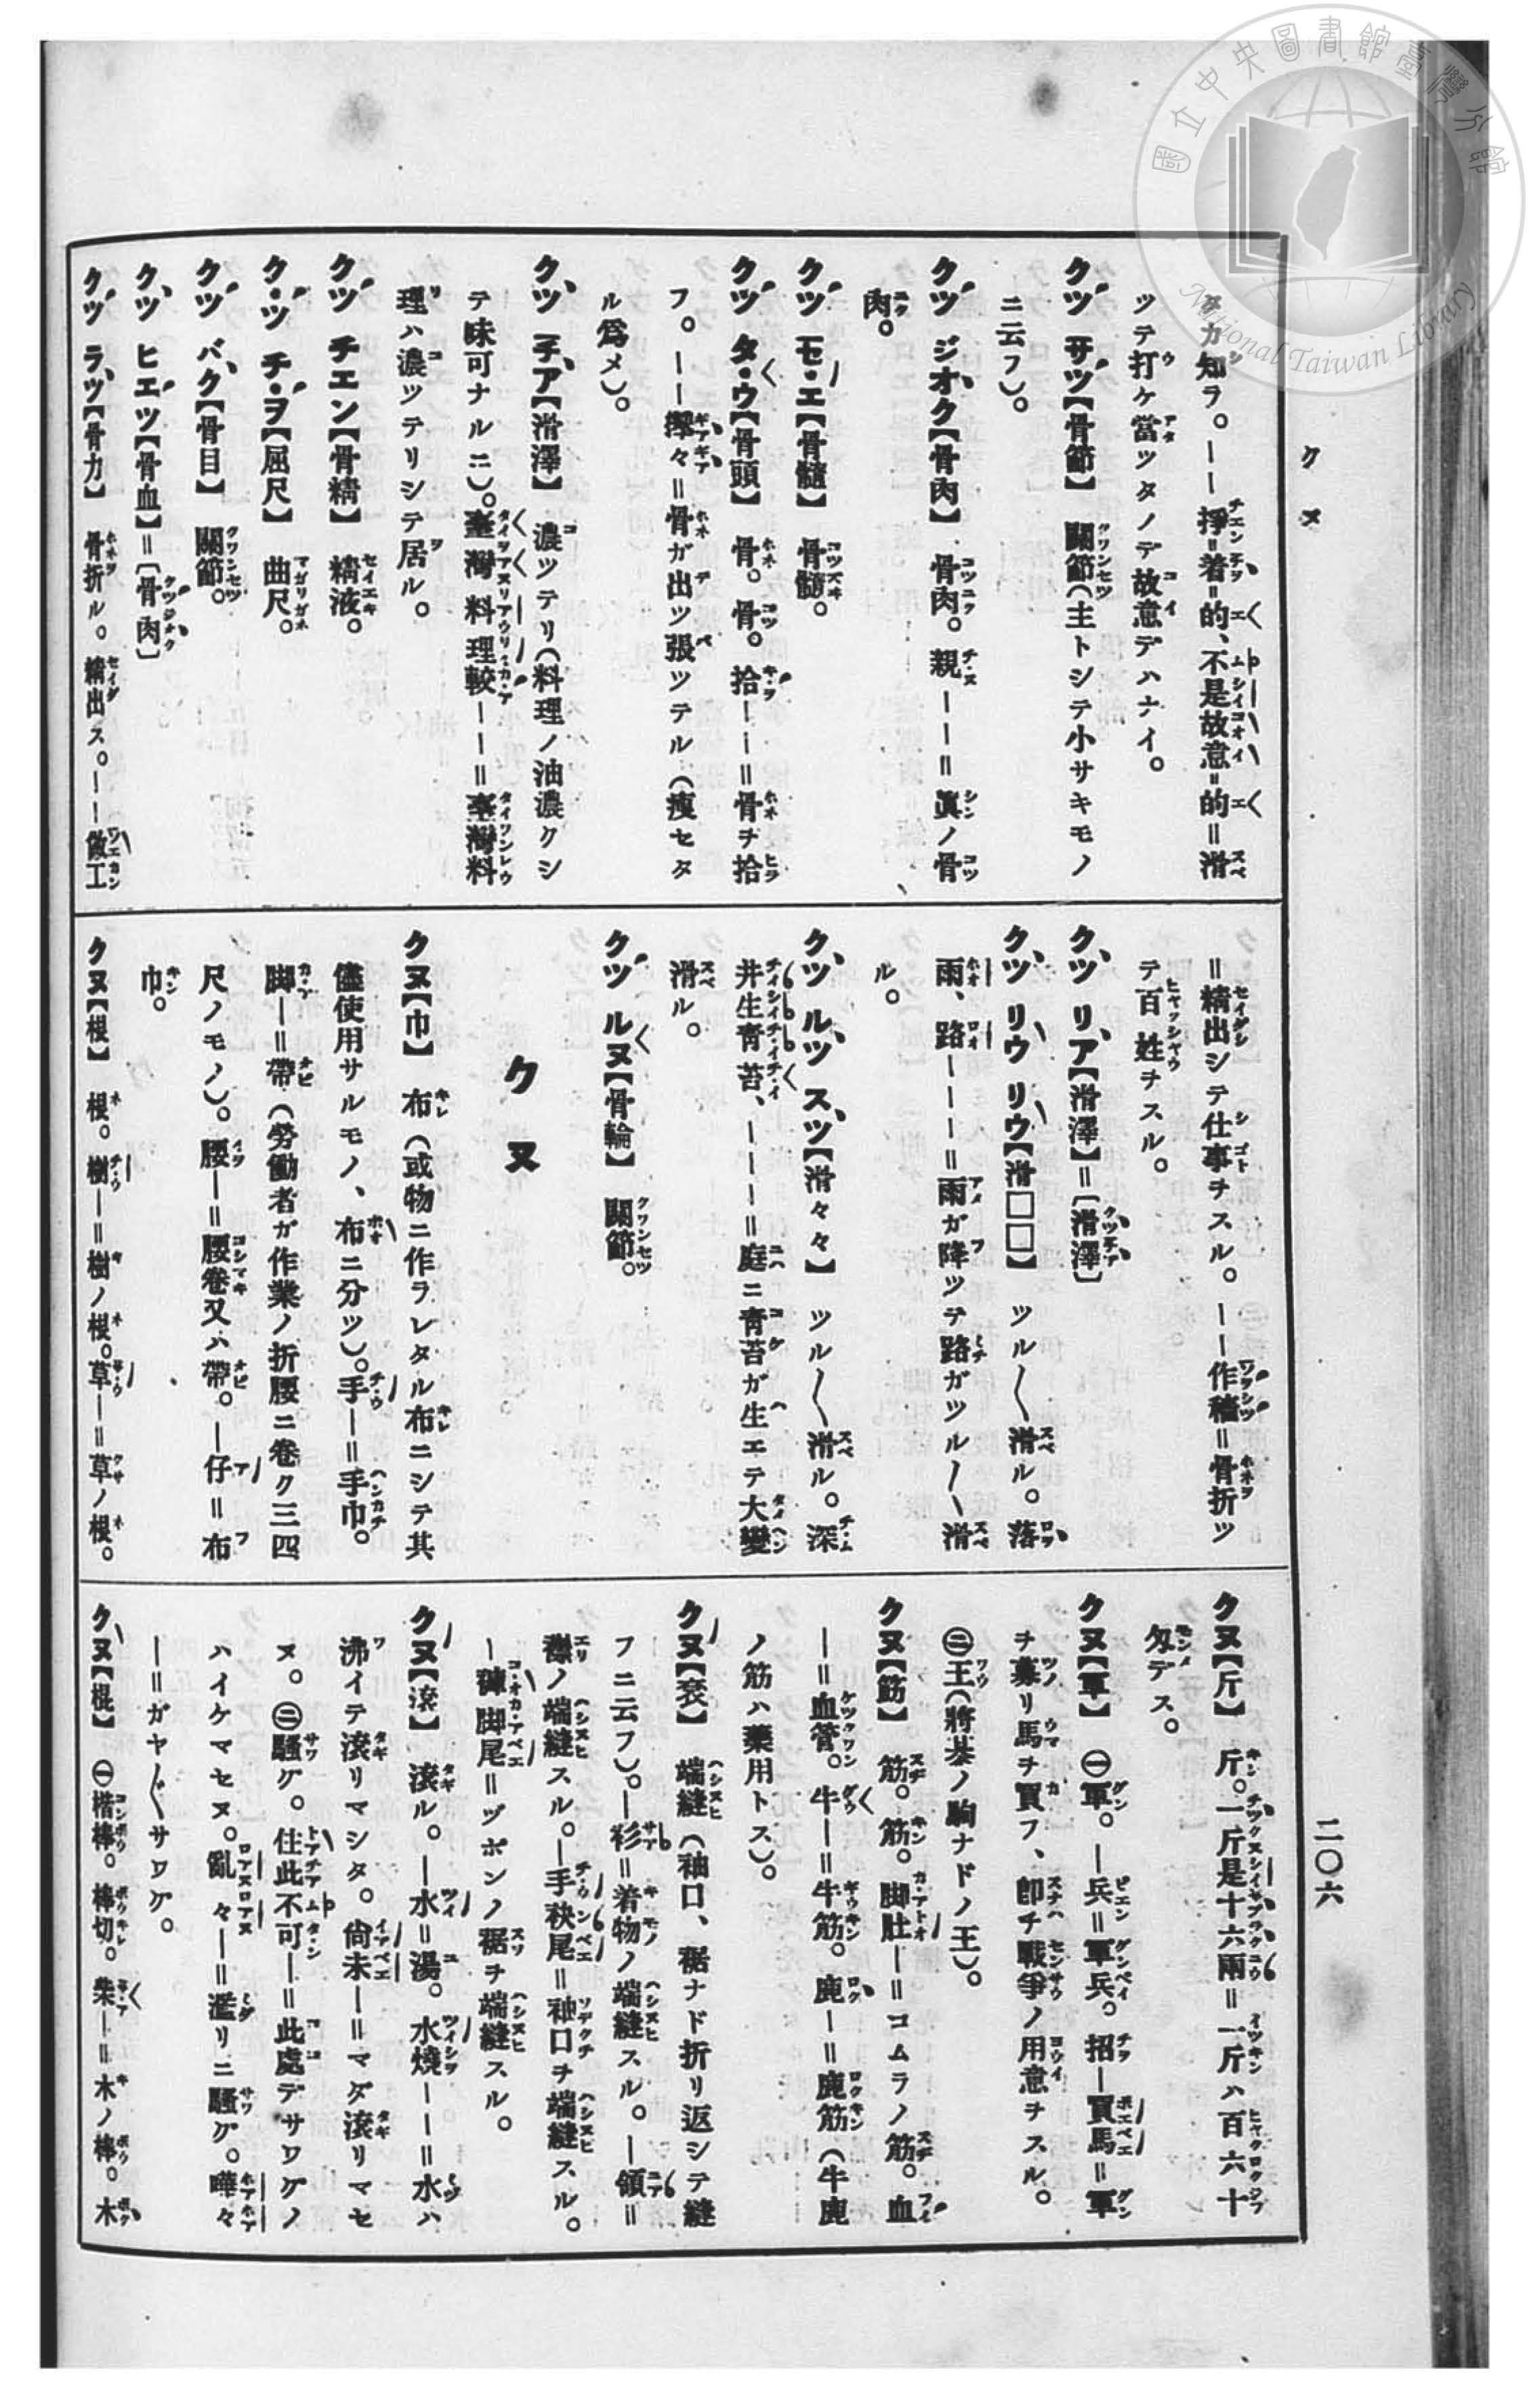 國立中央圖書館臺灣分館
National Taiwan Library
クヌ
二〇六
タカ知ラ。——掙=着=的、不是故意=的=滑
ツテ打ケ當ツタノデ故意デハナイ。
クツ サツ【骨節】 關節(主トシテ小サキモノ
ニ云フ)。
クツ ジオク【骨肉】 骨肉。親——=眞ノ骨
肉。
クツ モ・エ【骨髓】 骨髓。
クツ タ・ウ【骨頭】 骨。骨。拾——=骨チ拾
フ。——々=骨ガ出ツ張ツテル(瘦セタ
ル爲メ)。
クツ 【滑澤】 濃ツテリ(料理ノ油濃クシ
テ味可ナルニ)。臺灣料理較——=臺灣料
理ハ濃ツテリシテ居ル。
クツ チエン【骨精】 精液。
ク・ツ チ・ヲ【屈尺】 曲尺。
クツ バク【骨目】 關節。
クツ ヒエツ【骨血】=〔骨肉〕
クツ ラツ【骨力】 骨折ル。精出ス。——做工
=精出シテ仕事チスル。——作穡=骨折ツ
テ百姓チスル。
クツ リア【滑澤】=〔滑澤〕
クツ リウ リウ【滑□□】 ツル〱滑ル。落
雨、路———=雨ガ降ツテ路ガツル〱滑
ル。
クツ ルツ スツ【滑々々】 ツル〱滑ル。深
井生靑苔、———=庭ニ靑苔ガ生エテ大變
滑ル。
クツ ルヌ【骨輪】 關節。
クヌ
クヌ【巾】 布(或物ニ作ラレタル布ニシテ其
儘使用サルモノ、布ニ分ツ)。手—=手巾。
脚—=帶(勞働者ガ作業ノ折腰ニ卷ク三四
尺ノモノ)。腰—=腰卷又ハ帶。—仔=布
巾。
クヌ【根】 根。樹—=樹ノ根。草—=草ノ根。
クヌ【斤】 斤。一斤是十六兩=一斤ハ百六十
匁デス。
クヌ【軍】 ㊀軍。—兵=軍兵。招—買馬=軍
チ募リ馬チ買フ、卽チ戰爭ノ用意チスル。
㊁王(將棊ノ駒ナドノ王)。
クヌ【筋】 筋。筋。脚肚—=コムラノ筋。血
—=血管。牛—=牛筋。鹿—=鹿筋(牛鹿
ノ筋ハ藥用トス)。
クヌ【袞】 端縫(袖口、裾ナド折リ返シテ縫
フニ云フ)。—衫=着物ノ端縫スル。—領=
襟ノ端縫スル。—手袂尾=袖口チ端縫スル。
—褲脚尾=ヅボンノ裾チ端縫スル。
クヌ【滾】 滾ル。—水=湯。水燒——=水ハ
沸イテ滾リマシタ。尙未—=マダ滾リマセ
ヌ。㊁騷グ。住此不可—=此處デサワグノ
ハイケマセヌ。亂々—=濫リニ騷グ。嘩々
—=ガヤ〲サワグ。
クヌ【棍】 ㊀棍棒。棒切。柴—=木ノ棒。木